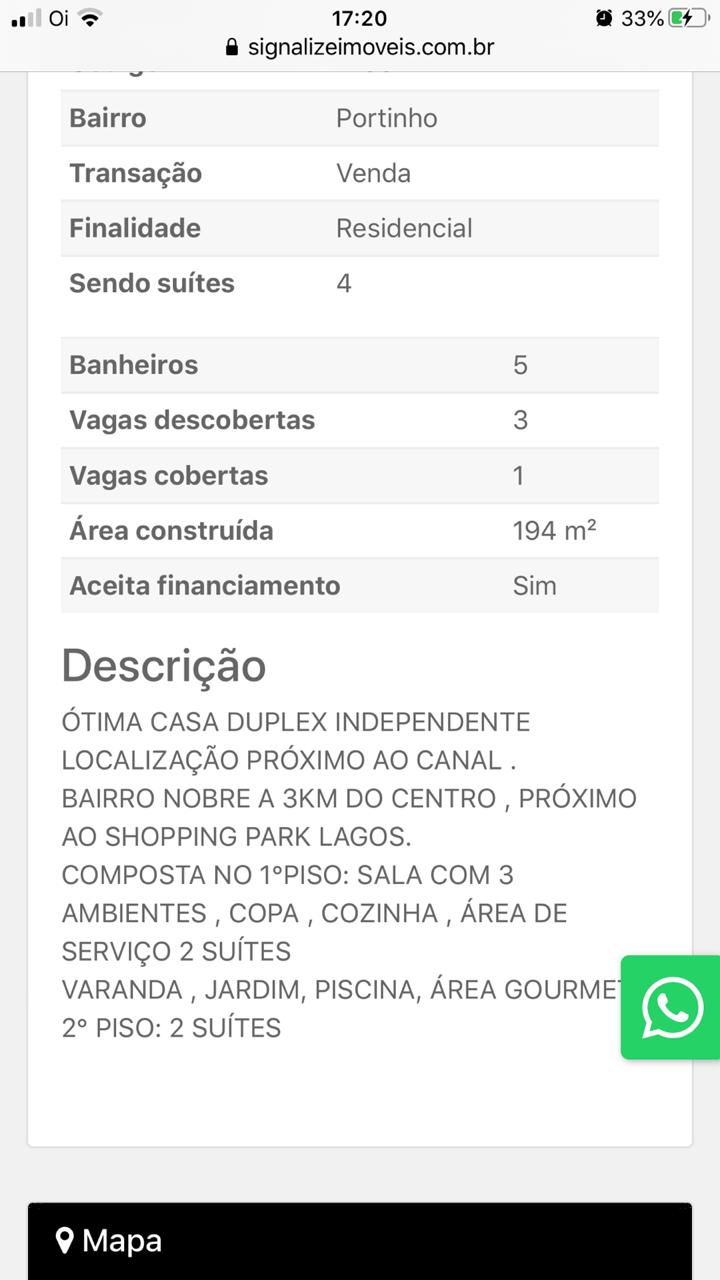 Oi 17:20 33%
signalizeimoveis.com.br
Bairro Portinho
Transação Venda
Finalidade Residencial
Sendo suítes 4
Banheiros 5
Vagas descobertas 3
Vagas cobertas 1
Área construída 194 m²
Aceita financiamento Sim
Descrição
ÓTIMA CASA DUPLEX INDEPENDENTE
LOCALIZAÇÃO PRÓXIMO AO CANAL .
BAIRRO NOBRE A 3KM DO CENTRO , PRÓXIMO
AO SHOPPING PARK LAGOS.
COMPOSTA NO 1ºPISO: SALA COM 3
AMBIENTES , COPA , COZINHA , ÁREA DE
SERVIÇO 2 SUÍTES
VARANDA , JARDIM, PISCINA, ÁREA GOURMET
2º PISO: 2 SUÍTES
Mapa